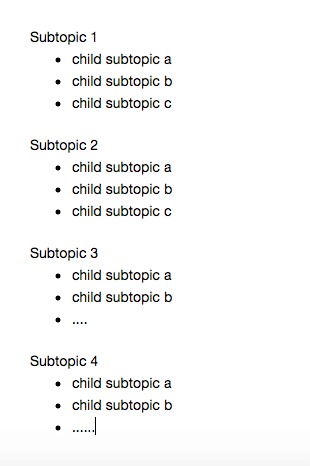 Subtopic 1
• child subtopic a
• child subtopic b
• child subtopic c
Subtopic 2
• child subtopic a
• child subtopic b
• child subtopic c
Subtopic 3
• child subtopic a
• child subtopic b
• ....
Subtopic 4
• child subtopic a
• child subtopic b
• ......